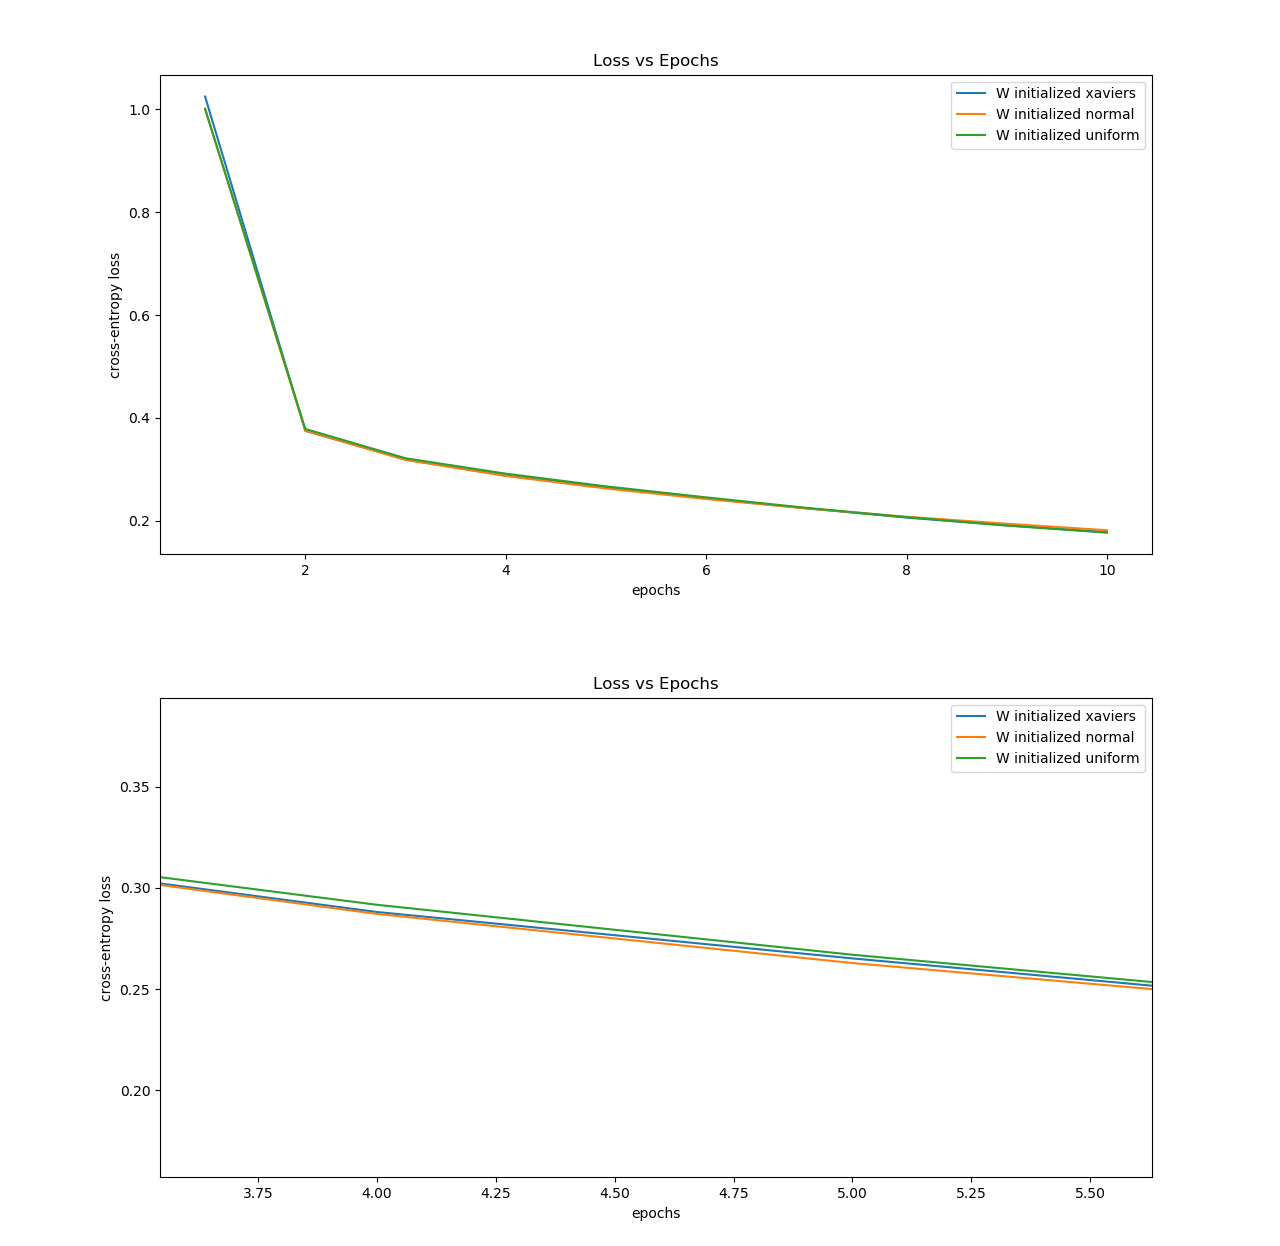 Loss vs Epochs
W initialized xaviers
W initialized normal
W initialized uniform
cross-entropy loss
1.0
0.8
0.6
0.4
0.2
2 4 6 8 10
epochs
Loss vs Epochs
W initialized xaviers
W initialized normal
W initialized uniform
cross-entropy loss
0.35
0.30
0.25
0.20
3.75 4.00 4.25 4.50 4.75 5.00 5.25 5.50
epochs